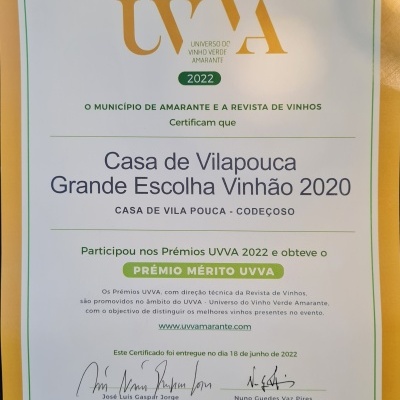 UVVA
UNIVERSO DO
VINHO VERDE
AMARANTE
2022
O MUNICÍPIO DE AMARANTE E A REVISTA DE VINHOS
Certificam que
Casa de Vilapouca
Grande Escolha Vinhão 2020
CASA DE VILA POUCA - CODEÇOSO
Participou nos Prémios UVVA 2022 e obteve o
PRÉMIO MÉRITO UVVA
Os Prémios UVVA, com direção técnica da Revista de Vinhos,
são promovidos no âmbito do UVVA - Universo do Vinho Verde Amarante,
com o objectivo de distinguir os melhores vinhos presentes no evento.
www.uvvamarante.com
Este Certificado foi entregue no dia 18 de junho de 2022
José Luís Gaspar Jorge
Nuno Guedes Vaz Pires